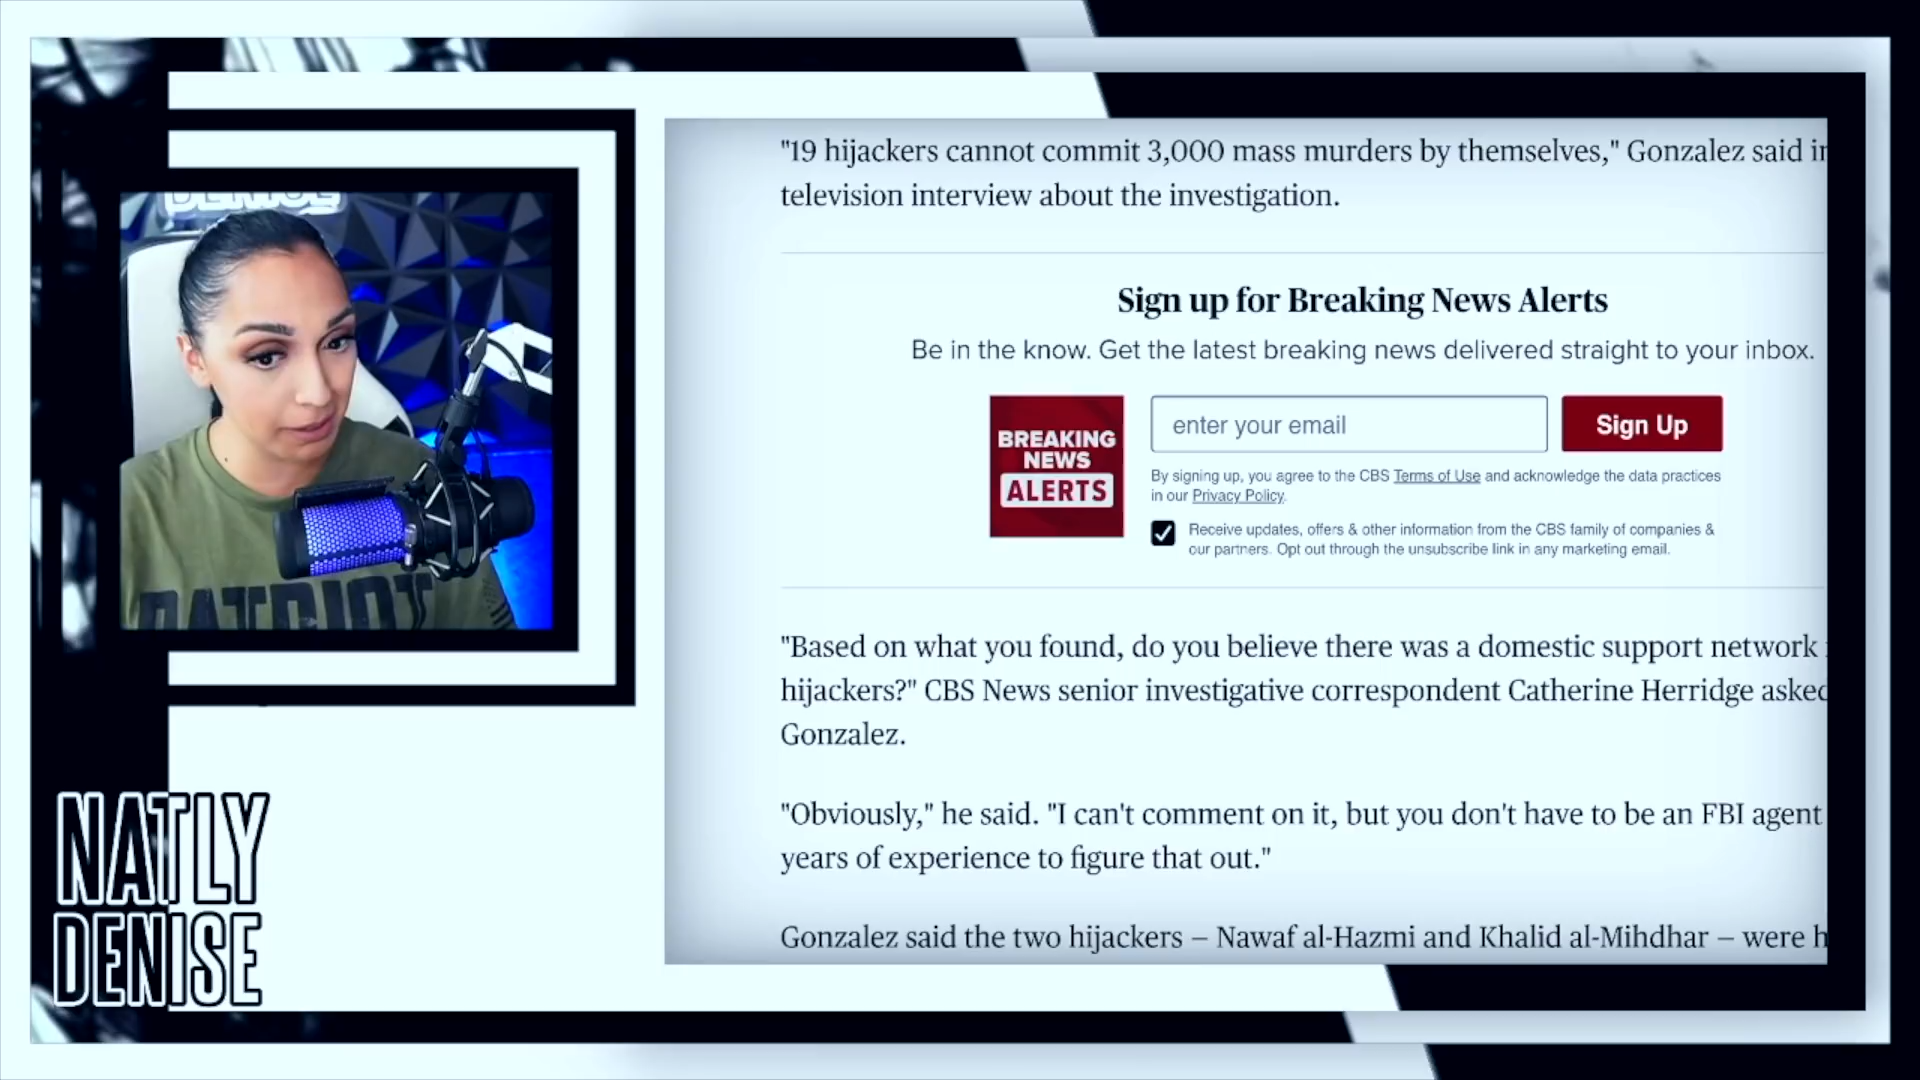 "19 hijackers cannot commit 3,000 mass murders by themselves," Gonzalez said in
television interview about the investigation.
Sign up for Breaking News Alerts
Be in the know. Get the latest breaking news delivered straight to your inbox.
BREAKING
NEWS
ALERTS
enter your email
Sign Up
By signing up, you agree to the CBS Terms of Use and acknowledge the data practices
in our Privacy Policy.
Receive updates, offers & other information from the CBS family of companies &
our partners. Opt out through the unsubscribe link in any marketing email.
"Based on what you found, do you believe there was a domestic support network
hijackers?" CBS News senior investigative correspondent Catherine Herridge asked
Gonzalez.
"Obviously," he said. "I can't comment on it, but you don't have to be an FBI agent
years of experience to figure that out."
Gonzalez said the two hijackers – Nawaf al-Hazmi and Khalid al-Mihdhar – were
DENISE
PATRIOT
NATLY
DENISE